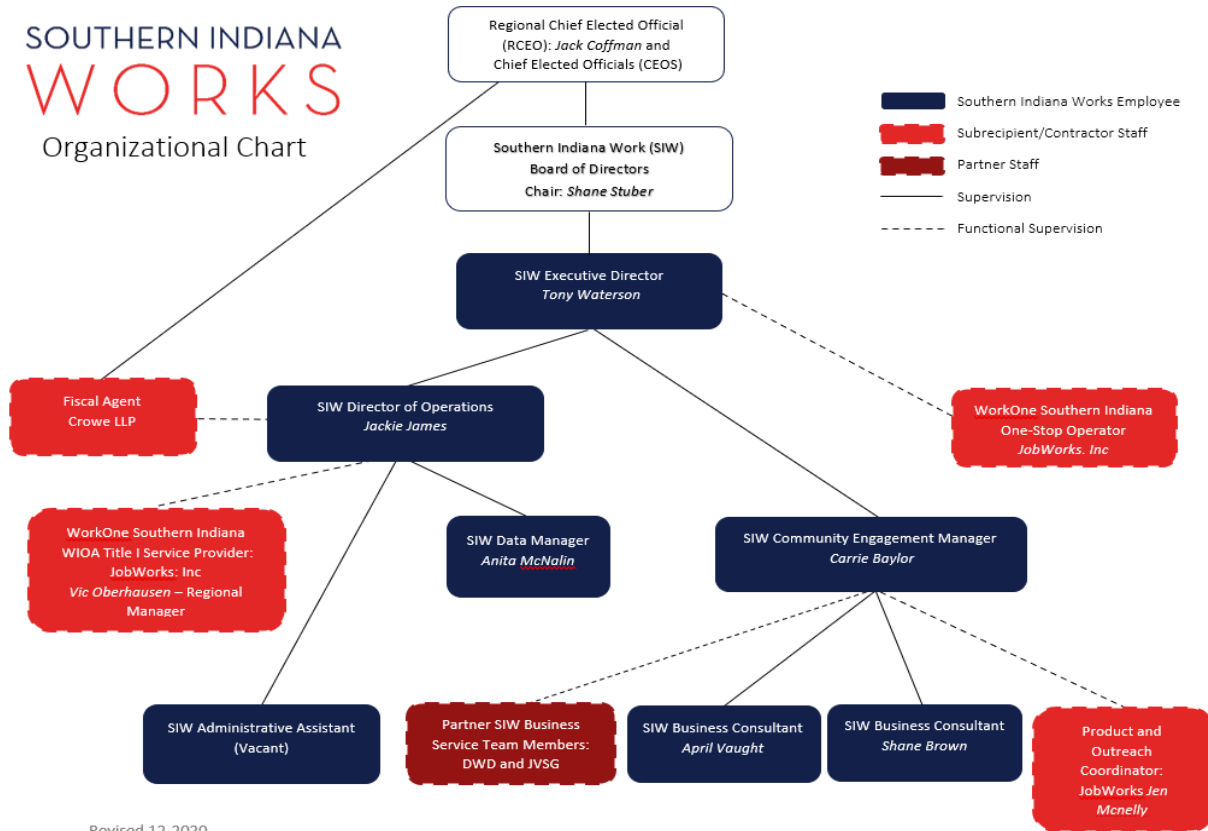 SOUTHERN INDIANA
WORKS
Organizational Chart
Regional Chief Elected Official
(RCEO): Jack Coffman and
Chief Elected Officials (CEOS)
Southern Indiana Works Employee
Subrecipient/Contractor Staff
Partner Staff
Supervision
Functional Supervision
Southern Indiana Work (SIW)
Board of Directors
Chair: Shane Stuber
SIW Executive Director
Tony Waterson
Fiscal Agent
Crowe LLP
SIW Director of Operations
Jackie James
WorkOne Southern Indiana
One-Stop Operator
JobWorks. Inc
WorkOne Southern Indiana
WIOA Title I Service Provider:
JobWorks: Inc
Vic Oberhausen – Regional
Manager
SIW Data Manager
Anita McNalin
SIW Community Engagement Manager
Carrie Baylor
SIW Administrative Assistant
(Vacant)
Partner SIW Business
Service Team Members:
DWD and JVSG
SIW Business Consultant
April Vaught
SIW Business Consultant
Shane Brown
Product and
Outreach
Coordinator:
JobWorks Jen
Mcnelly
Revised 12-2020